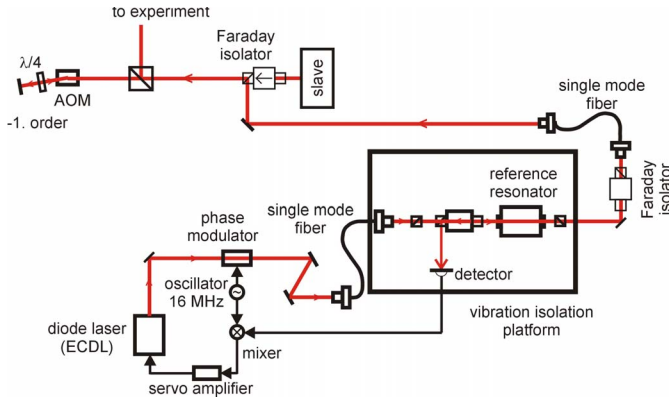 to experiment
Faraday
isolator
λ/4
AOM
-1. order
slave
single mode
fiber
Faraday
isolator
reference
resonator
single mode
fiber
phase
modulator
oscillator
16 MHz
~
detector
vibration isolation
platform
diode laser
(ECDL)
mixer
servo amplifier